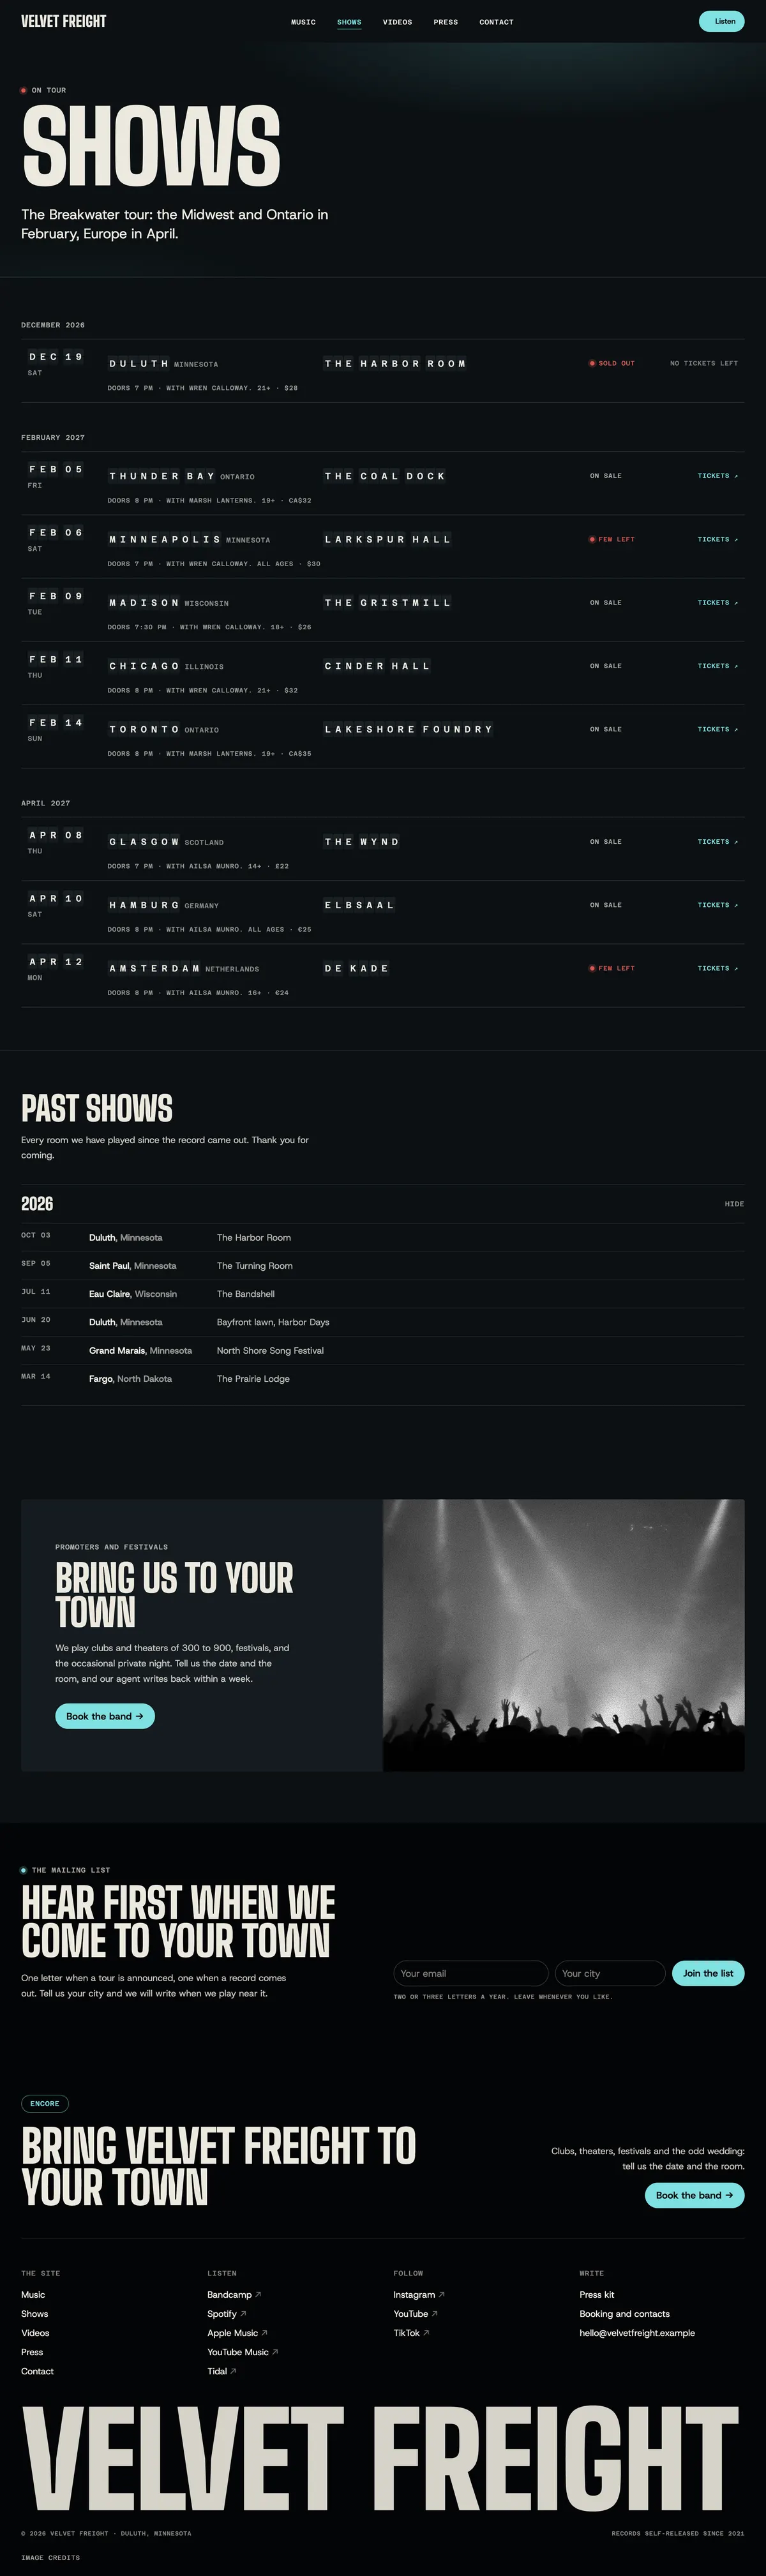 VELVET FREIGHT
MUSIC SHOWS VIDEOS PRESS CONTACT
Listen
ON TOUR
SHOWS
The Breakwater tour: the Midwest and Ontario in
February, Europe in April.
DECEMBER 2026
DEC 19 DULUTH MINNESOTA THE HARBOR ROOM SOLD OUT NO TICKETS LEFT
SAT
DOORS 7 PM · WITH WREN CALLOWAY. 21+ · $28
FEBRUARY 2027
FEB 05 THUNDER BAY ONTARIO THE COAL DOCK ON SALE TICKETS ↗
FRI
DOORS 8 PM · WITH MARSH LANTERNS. 19+ · CA$32
FEB 06 MINNEAPOLIS MINNESOTA LARKSPUR HALL FEW LEFT TICKETS ↗
SAT
DOORS 7 PM · WITH WREN CALLOWAY. ALL AGES · $30
FEB 09 MADISON WISCONSIN THE GRISTMILL ON SALE TICKETS ↗
TUE
DOORS 7:30 PM · WITH WREN CALLOWAY. 18+ · $26
FEB 11 CHICAGO ILLINOIS CINDER HALL ON SALE TICKETS ↗
THU
DOORS 8 PM · WITH WREN CALLOWAY. 21+ · $32
FEB 14 TORONTO ONTARIO LAKESHORE FOUNDRY ON SALE TICKETS ↗
SUN
DOORS 8 PM · WITH MARSH LANTERNS. 19+ · CA$35
APRIL 2027
APR 08 GLASGOW SCOTLAND THE WYND ON SALE TICKETS ↗
THU
DOORS 7 PM · WITH AILSA MUNRO. 14+ · £22
APR 10 HAMBURG GERMANY ELBSAAL ON SALE TICKETS ↗
SAT
DOORS 8 PM · WITH AILSA MUNRO. ALL AGES · €25
APR 12 AMSTERDAM NETHERLANDS DE KADE FEW LEFT TICKETS ↗
MON
DOORS 8 PM · WITH AILSA MUNRO. 16+ · €24
PAST SHOWS
Every room we have played since the record came out. Thank you for
coming.
2026 HIDE
OCT 03 Duluth, Minnesota The Harbor Room
SEP 05 Saint Paul, Minnesota The Turning Room
JUL 11 Eau Claire, Wisconsin The Bandshell
JUN 20 Duluth, Minnesota Bayfront lawn, Harbor Days
MAY 23 Grand Marais, Minnesota North Shore Song Festival
MAR 14 Fargo, North Dakota The Prairie Lodge
PROMOTERS AND FESTIVALS
BRING US TO YOUR
TOWN
We play clubs and theaters of 300 to 900, festivals, and
the occasional private night. Tell us the date and the
room, and our agent writes back within a week.
Book the band →
THE MAILING LIST
HEAR FIRST WHEN WE
COME TO YOUR TOWN
One letter when a tour is announced, one when a record comes
out. Tell us your city and we will write when we play near it.
Your email Your city Join the list
TWO OR THREE LETTERS A YEAR. LEAVE WHENEVER YOU LIKE.
ENCORE
BRING VELVET FREIGHT TO
YOUR TOWN
Clubs, theaters, festivals and the odd wedding:
tell us the date and the room.
Book the band →
THE SITE LISTEN FOLLOW WRITE
Music Bandcamp ↗ Instagram ↗ Press kit
Shows Spotify ↗ YouTube ↗ Booking and contacts
Videos Apple Music ↗ TikTok ↗ hello@velvetfreight.example
Press YouTube Music ↗
Contact Tidal ↗
VELVET FREIGHT
© 2026 VELVET FREIGHT · DULUTH, MINNESOTA RECORDS SELF-RELEASED SINCE 2021
IMAGE CREDITS